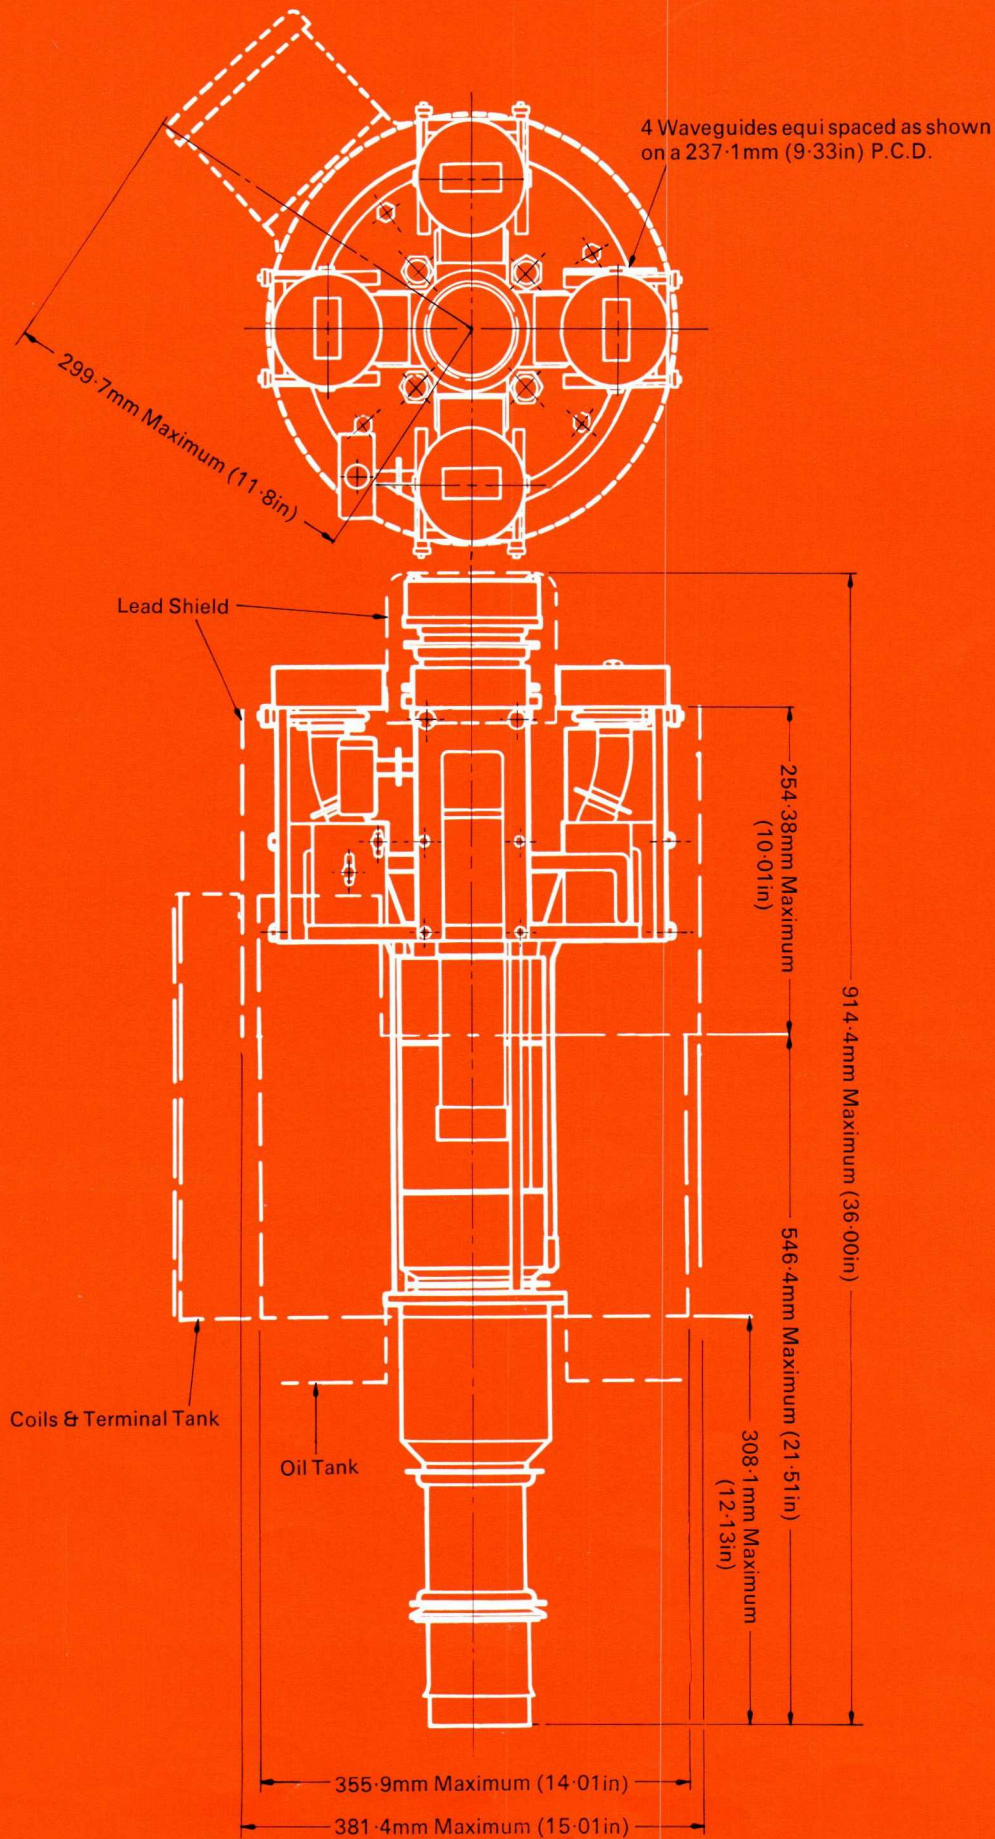 4 Waveguides equi spaced as shown
on a 237·1mm (9·33in) P.C.D.
299·7mm Maximum (11·8in)
Lead Shield
254·38mm Maximum
(10·01in)
914·4mm Maximum (36·00in)
546·4mm Maximum (21·51in)
308·1mm Maximum
(12·13in)
Coils & Terminal Tank
Oil Tank
355·9mm Maximum (14·01in)
381·4mm Maximum (15·01in)